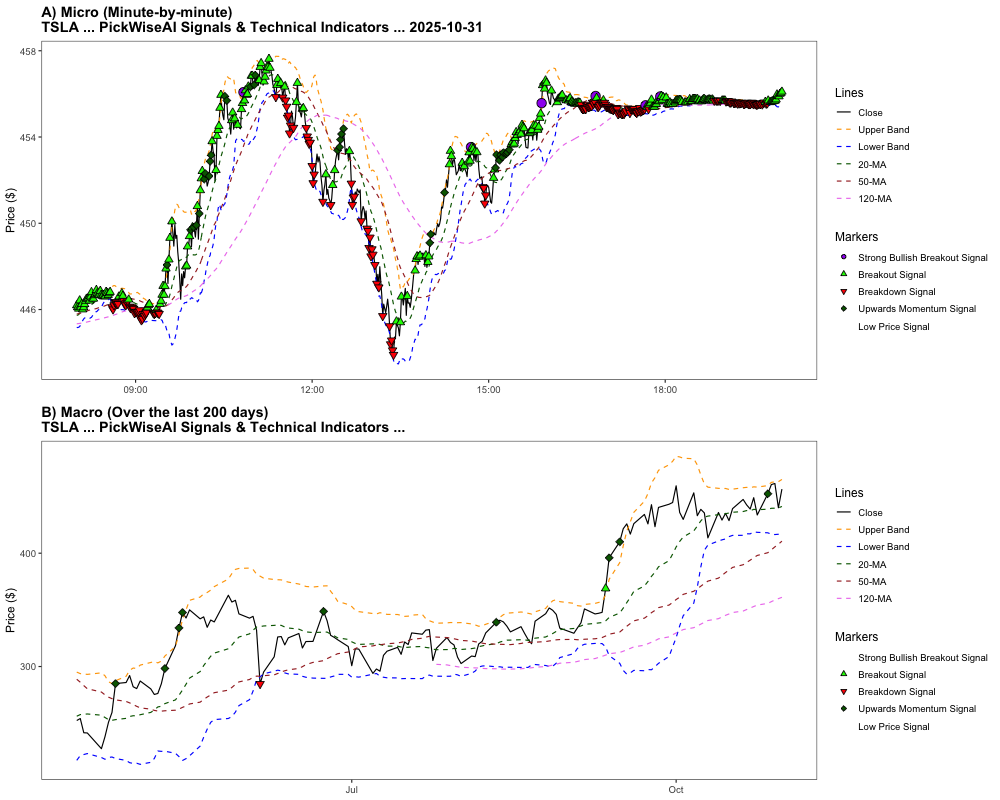 A) Micro (Minute-by-minute)
TSLA ... PickWiseAI Signals & Technical Indicators ... 2025-10-31
458
454
450
446
Price ($)
09:00
12:00
15:00
18:00
Lines
Close
Upper Band
Lower Band
20-MA
50-MA
120-MA
Markers
Strong Bullish Breakout Signal
Breakout Signal
Breakdown Signal
Upwards Momentum Signal
Low Price Signal
B) Macro (Over the last 200 days)
TSLA ... PickWiseAI Signals & Technical Indicators ...
400
300
Price ($)
Jul
Oct
Lines
Close
Upper Band
Lower Band
20-MA
50-MA
120-MA
Markers
Strong Bullish Breakout Signal
Breakout Signal
Breakdown Signal
Upwards Momentum Signal
Low Price Signal